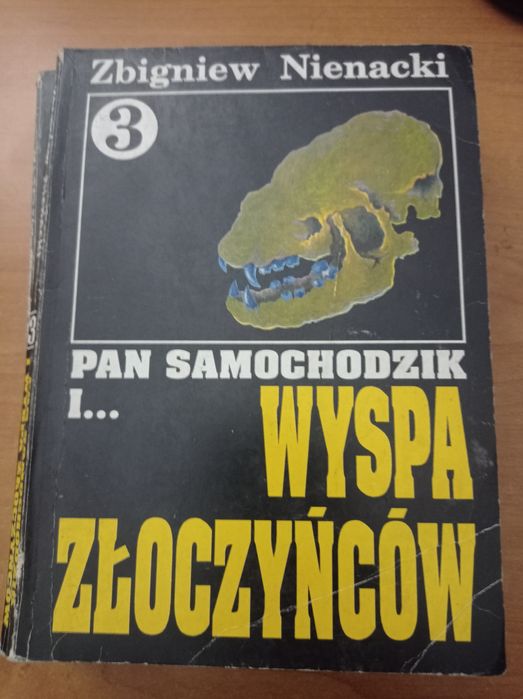 Zbigniew Nienacki
3
PAN SAMOCHODZIK
I...
WYSPA
ZŁOCZYŃCÓW